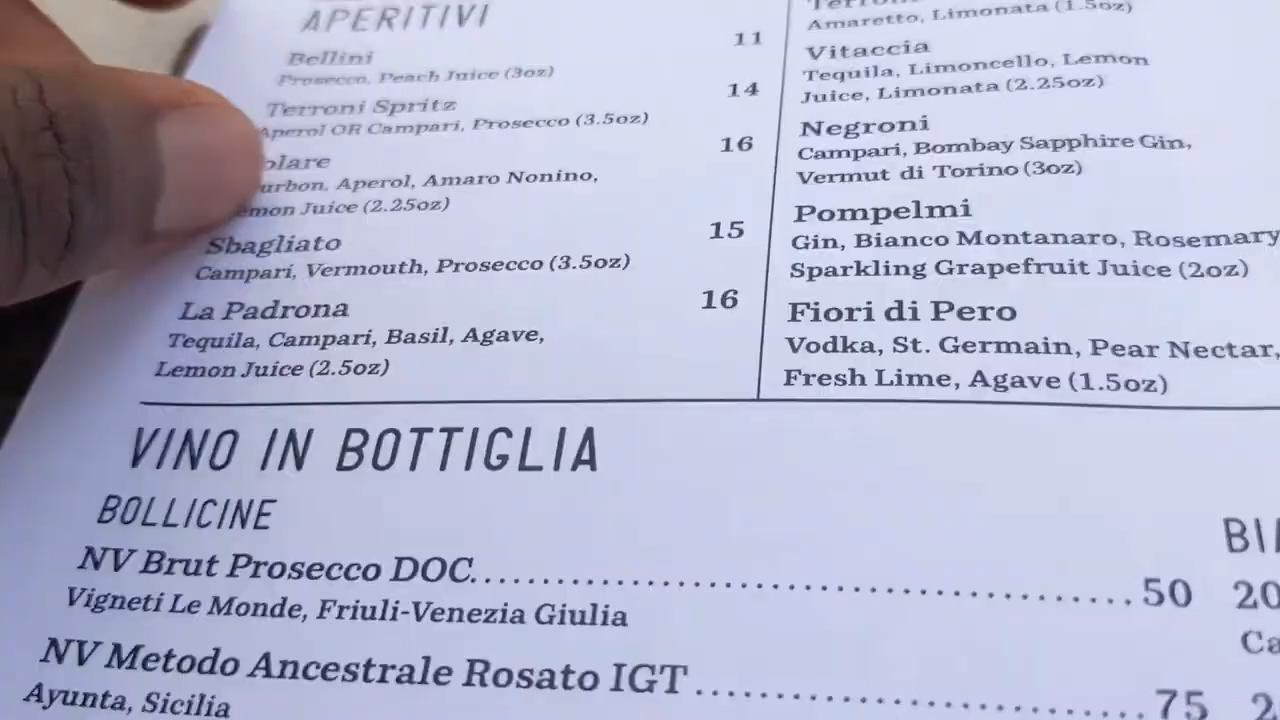 APERITIVI
Bellini 11
Prosecco, Peach Juice (3oz)
Terroni Spritz 14
Aperol OR Campari, Prosecco (3.5oz)
olare 16
urbon, Aperol, Amaro Nonino,
emon Juice (2.25oz)
Sbagliato 15
Campari, Vermouth, Prosecco (3.5oz)
La Padrona 16
Tequila, Campari, Basil, Agave,
Lemon Juice (2.5oz)
Amaretto, Limonata (1.5oz)
Vitaccia
Tequila, Limoncello, Lemon
Juice, Limonata (2.25oz)
Negroni
Campari, Bombay Sapphire Gin,
Vermut di Torino (3oz)
Pompelmi
Gin, Bianco Montanaro, Rosemary
Sparkling Grapefruit Juice (2oz)
Fiori di Pero
Vodka, St. Germain, Pear Nectar,
Fresh Lime, Agave (1.5oz)
VINO IN BOTTIGLIA
BOLLICINE
NV Brut Prosecco DOC 50
Vigneti Le Monde, Friuli-Venezia Giulia
NV Metodo Ancestrale Rosato IGT 75
Ayunta, Sicilia